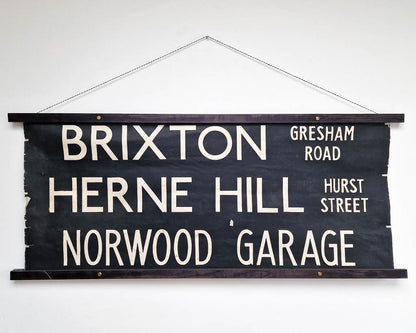 BRIXTON GRESHAM ROAD
HERNE HILL HURST STREET
NORWOOD GARAGE